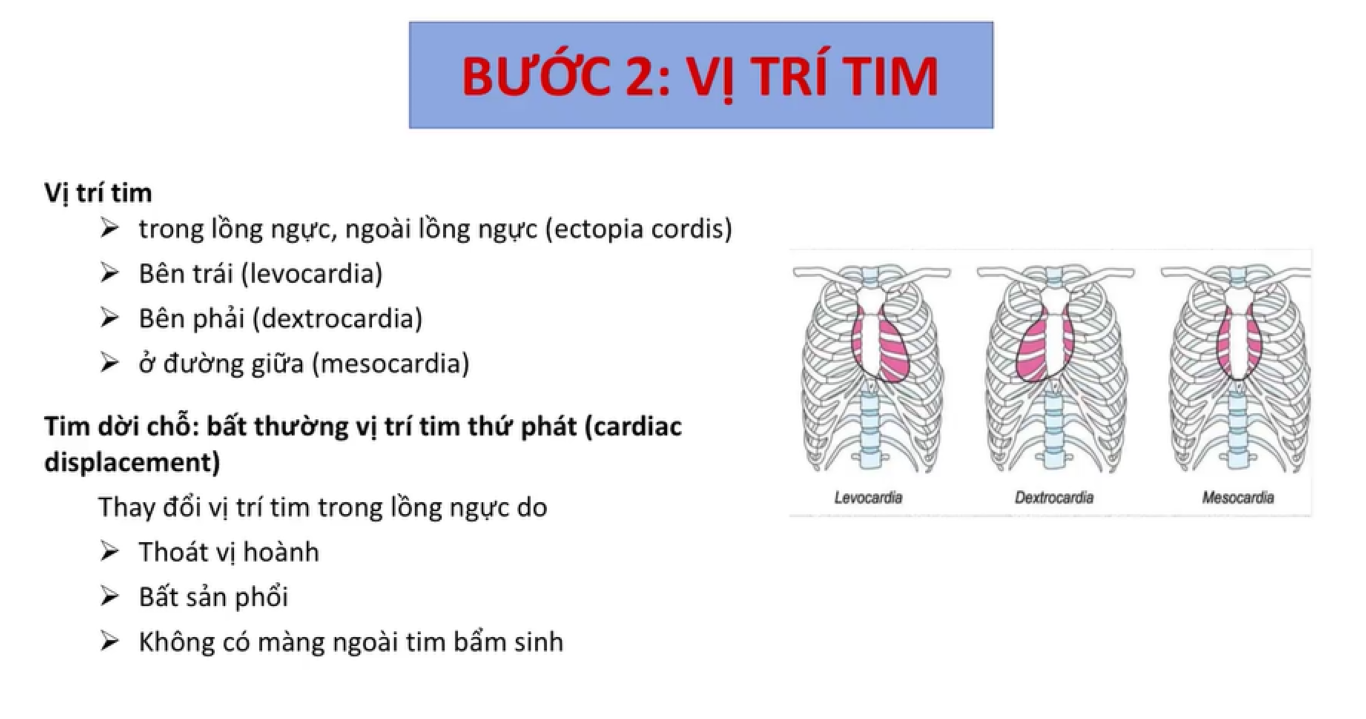 BƯỚC 2: VỊ TRÍ TIM
Vị trí tim
➢ trong lồng ngực, ngoài lồng ngực (ectopia cordis)
➢ Bên trái (levocardia)
➢ Bên phải (dextrocardia)
➢ ở đường giữa (mesocardia)
Tim dời chỗ: bất thường vị trí tim thứ phát (cardiac
displacement)
Thay đổi vị trí tim trong lồng ngực do
➢ Thoát vị hoành
➢ Bất sản phổi
➢ Không có màng ngoài tim bẩm sinh
Levocardia
Dextrocardia
Mesocardia